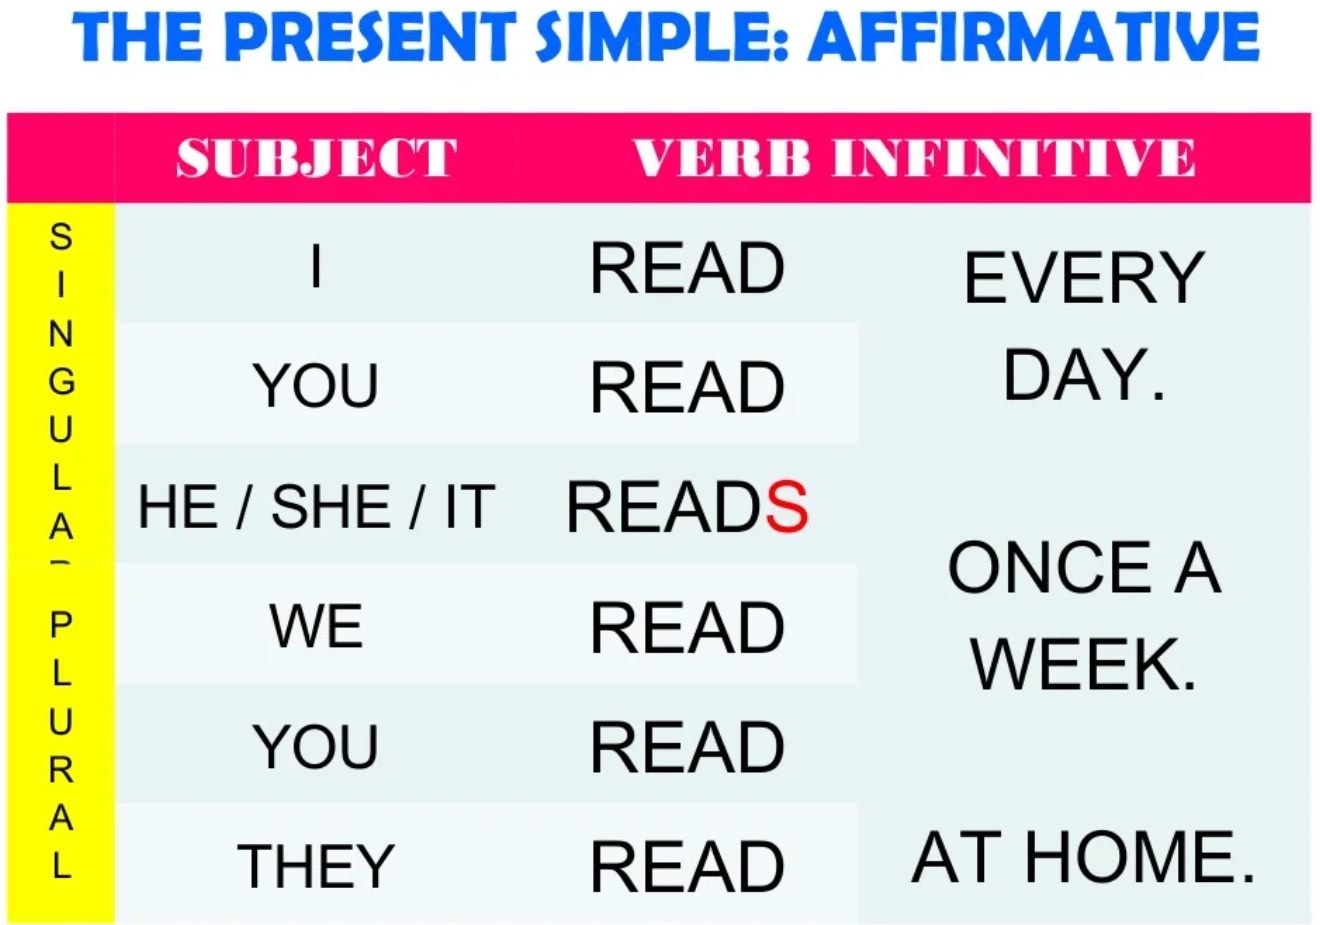 THE PRESENT SIMPLE: AFFIRMATIVE
SUBJECT VERB INFINITIVE
SINGULA
I READ
YOU READ
HE / SHE / IT READS
PLURAL
WE READ
YOU READ
THEY READ
EVERY
DAY.
ONCE A
WEEK.
AT HOME.